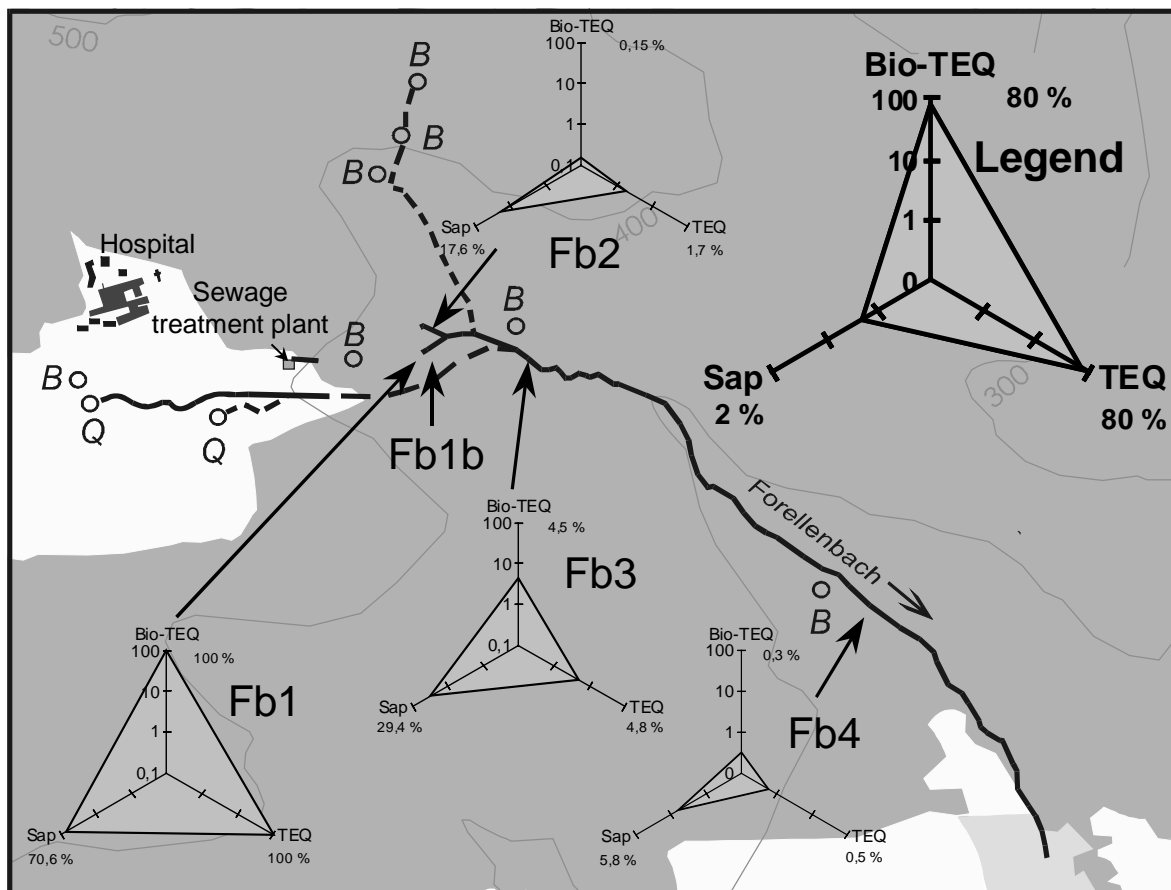 500
B
B
B
Bio-TEQ
0,15 %
100
10
1
0,1
Sap
17,6 %
TEQ
1,7 %
Fb2
400
Bio-TEQ
80 %
100
10
1
0
Legend
Sap
2 %
TEQ
80 %
300
Hospital
Sewage
treatment plant
B
B
B
Q
Q
Fb1b
Bio-TEQ
4,5 %
100
10
1
0,1
Sap
29,4 %
TEQ
4,8 %
Fb3
Forellenbach
B
Bio-TEQ
100 %
100
10
1
0,1
Sap
70,6 %
TEQ
100 %
Fb1
Bio-TEQ
0,3 %
100
10
1
0
Sap
5,8 %
TEQ
0,5 %
Fb4